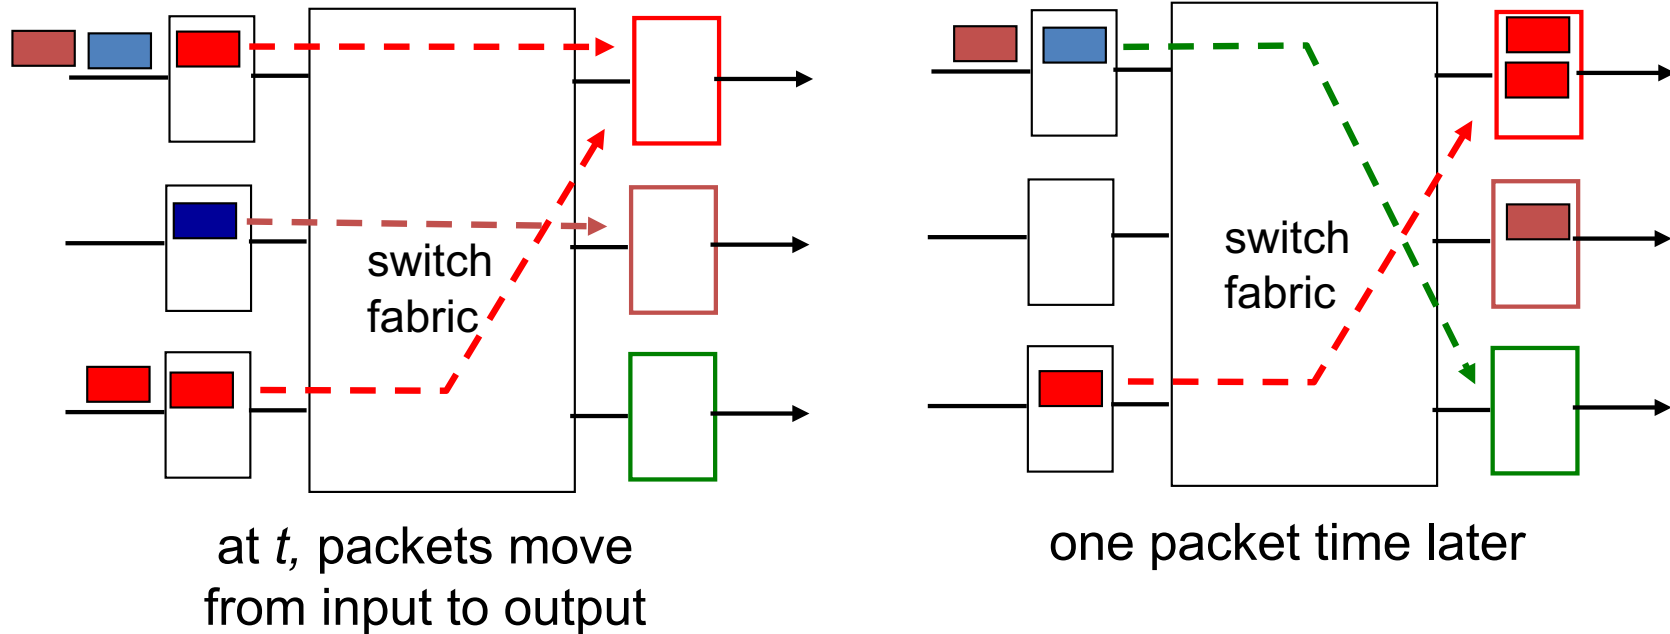 switch
fabric
at t, packets move
from input to output
switch
fabric
one packet time later